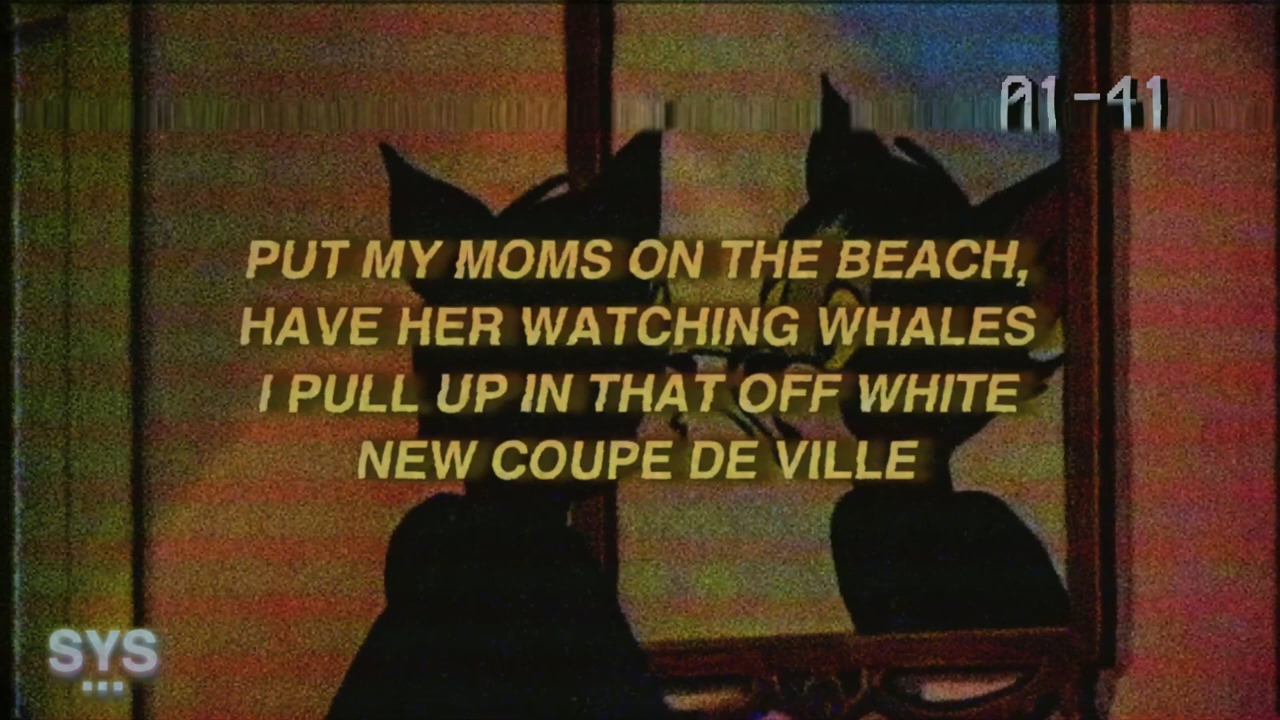 01-41
PUT MY MOMS ON THE BEACH,
HAVE HER WATCHING WHALES
I PULL UP IN THAT OFF WHITE
NEW COUPE DE VILLE
SYS